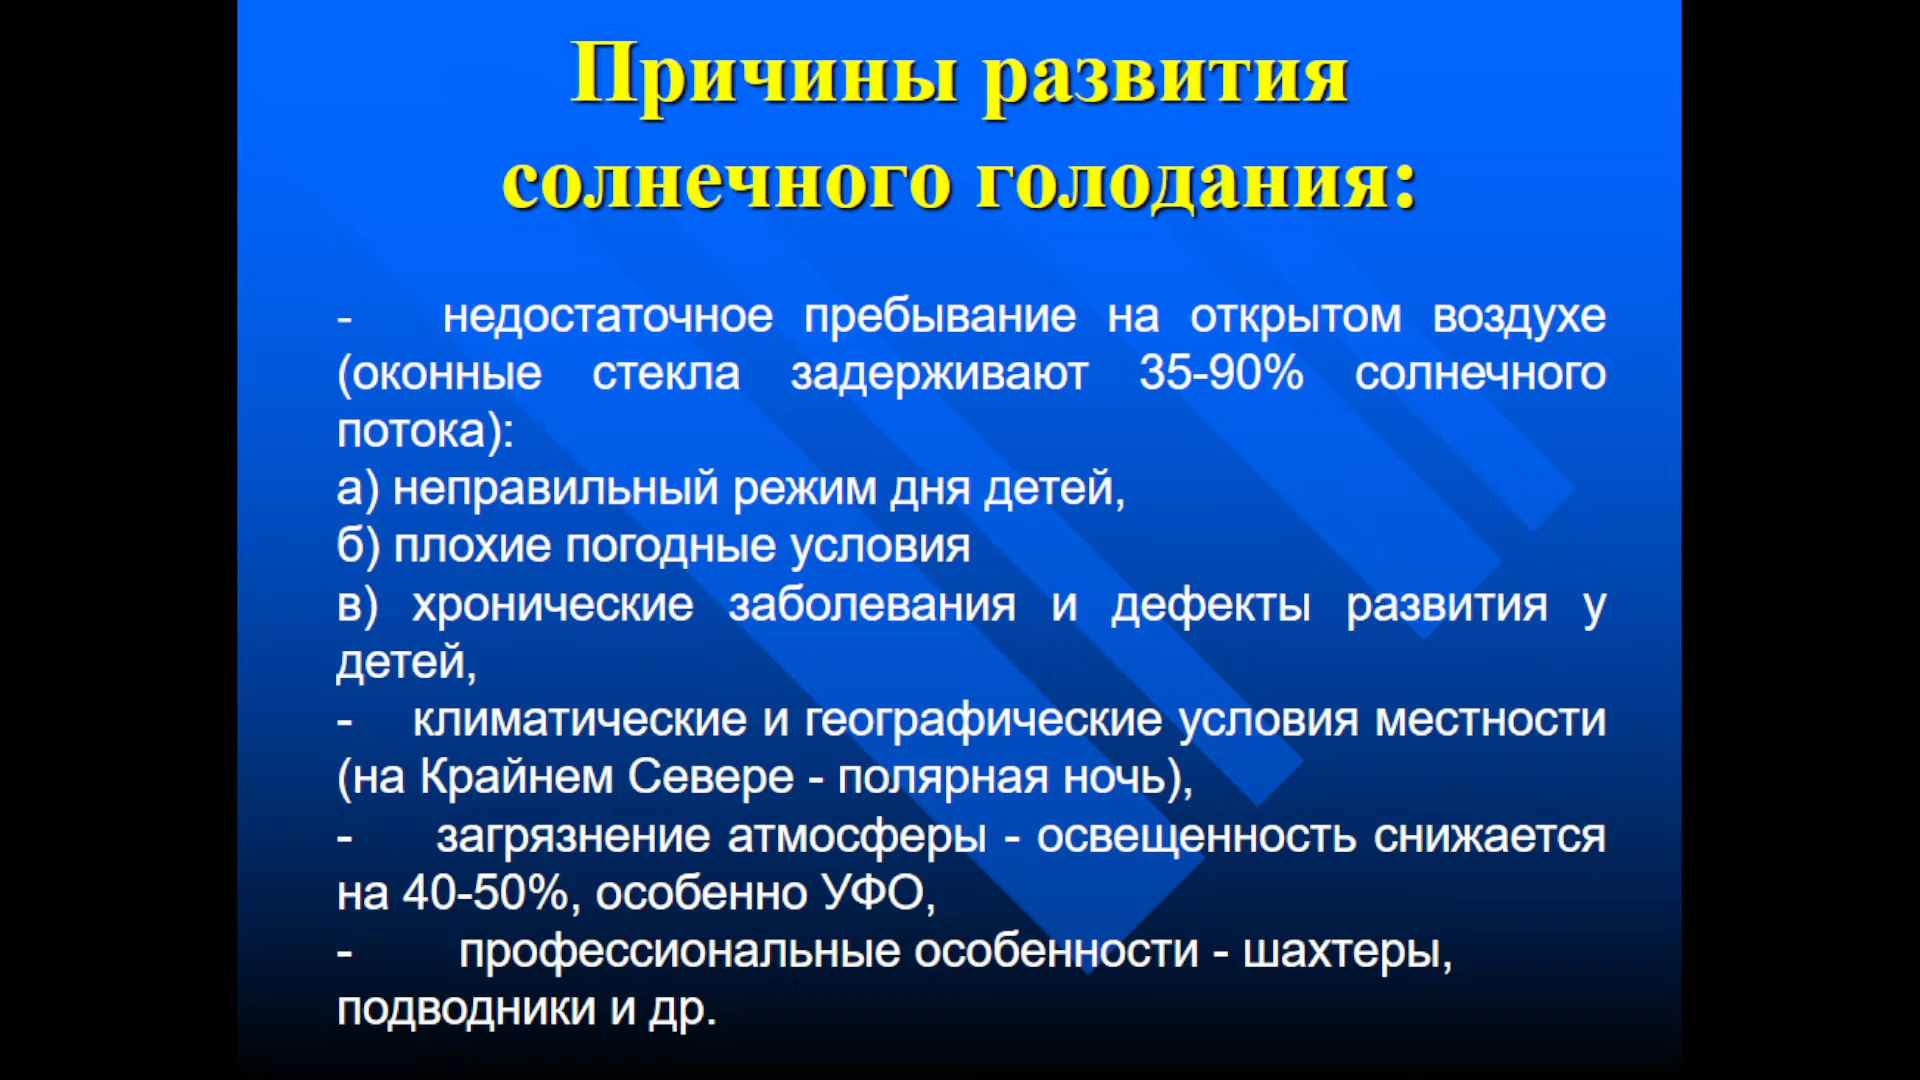 Причины развития
солнечного голодания:
- недостаточное пребывание на открытом воздухе
(оконные стекла задерживают 35-90% солнечного
потока):
а) неправильный режим дня детей,
б) плохие погодные условия
в) хронические заболевания и дефекты развития у
детей,
- климатические и географические условия местности
(на Крайнем Севере - полярная ночь),
- загрязнение атмосферы - освещенность снижается
на 40-50%, особенно УФО,
- профессиональные особенности - шахтеры,
подводники и др.